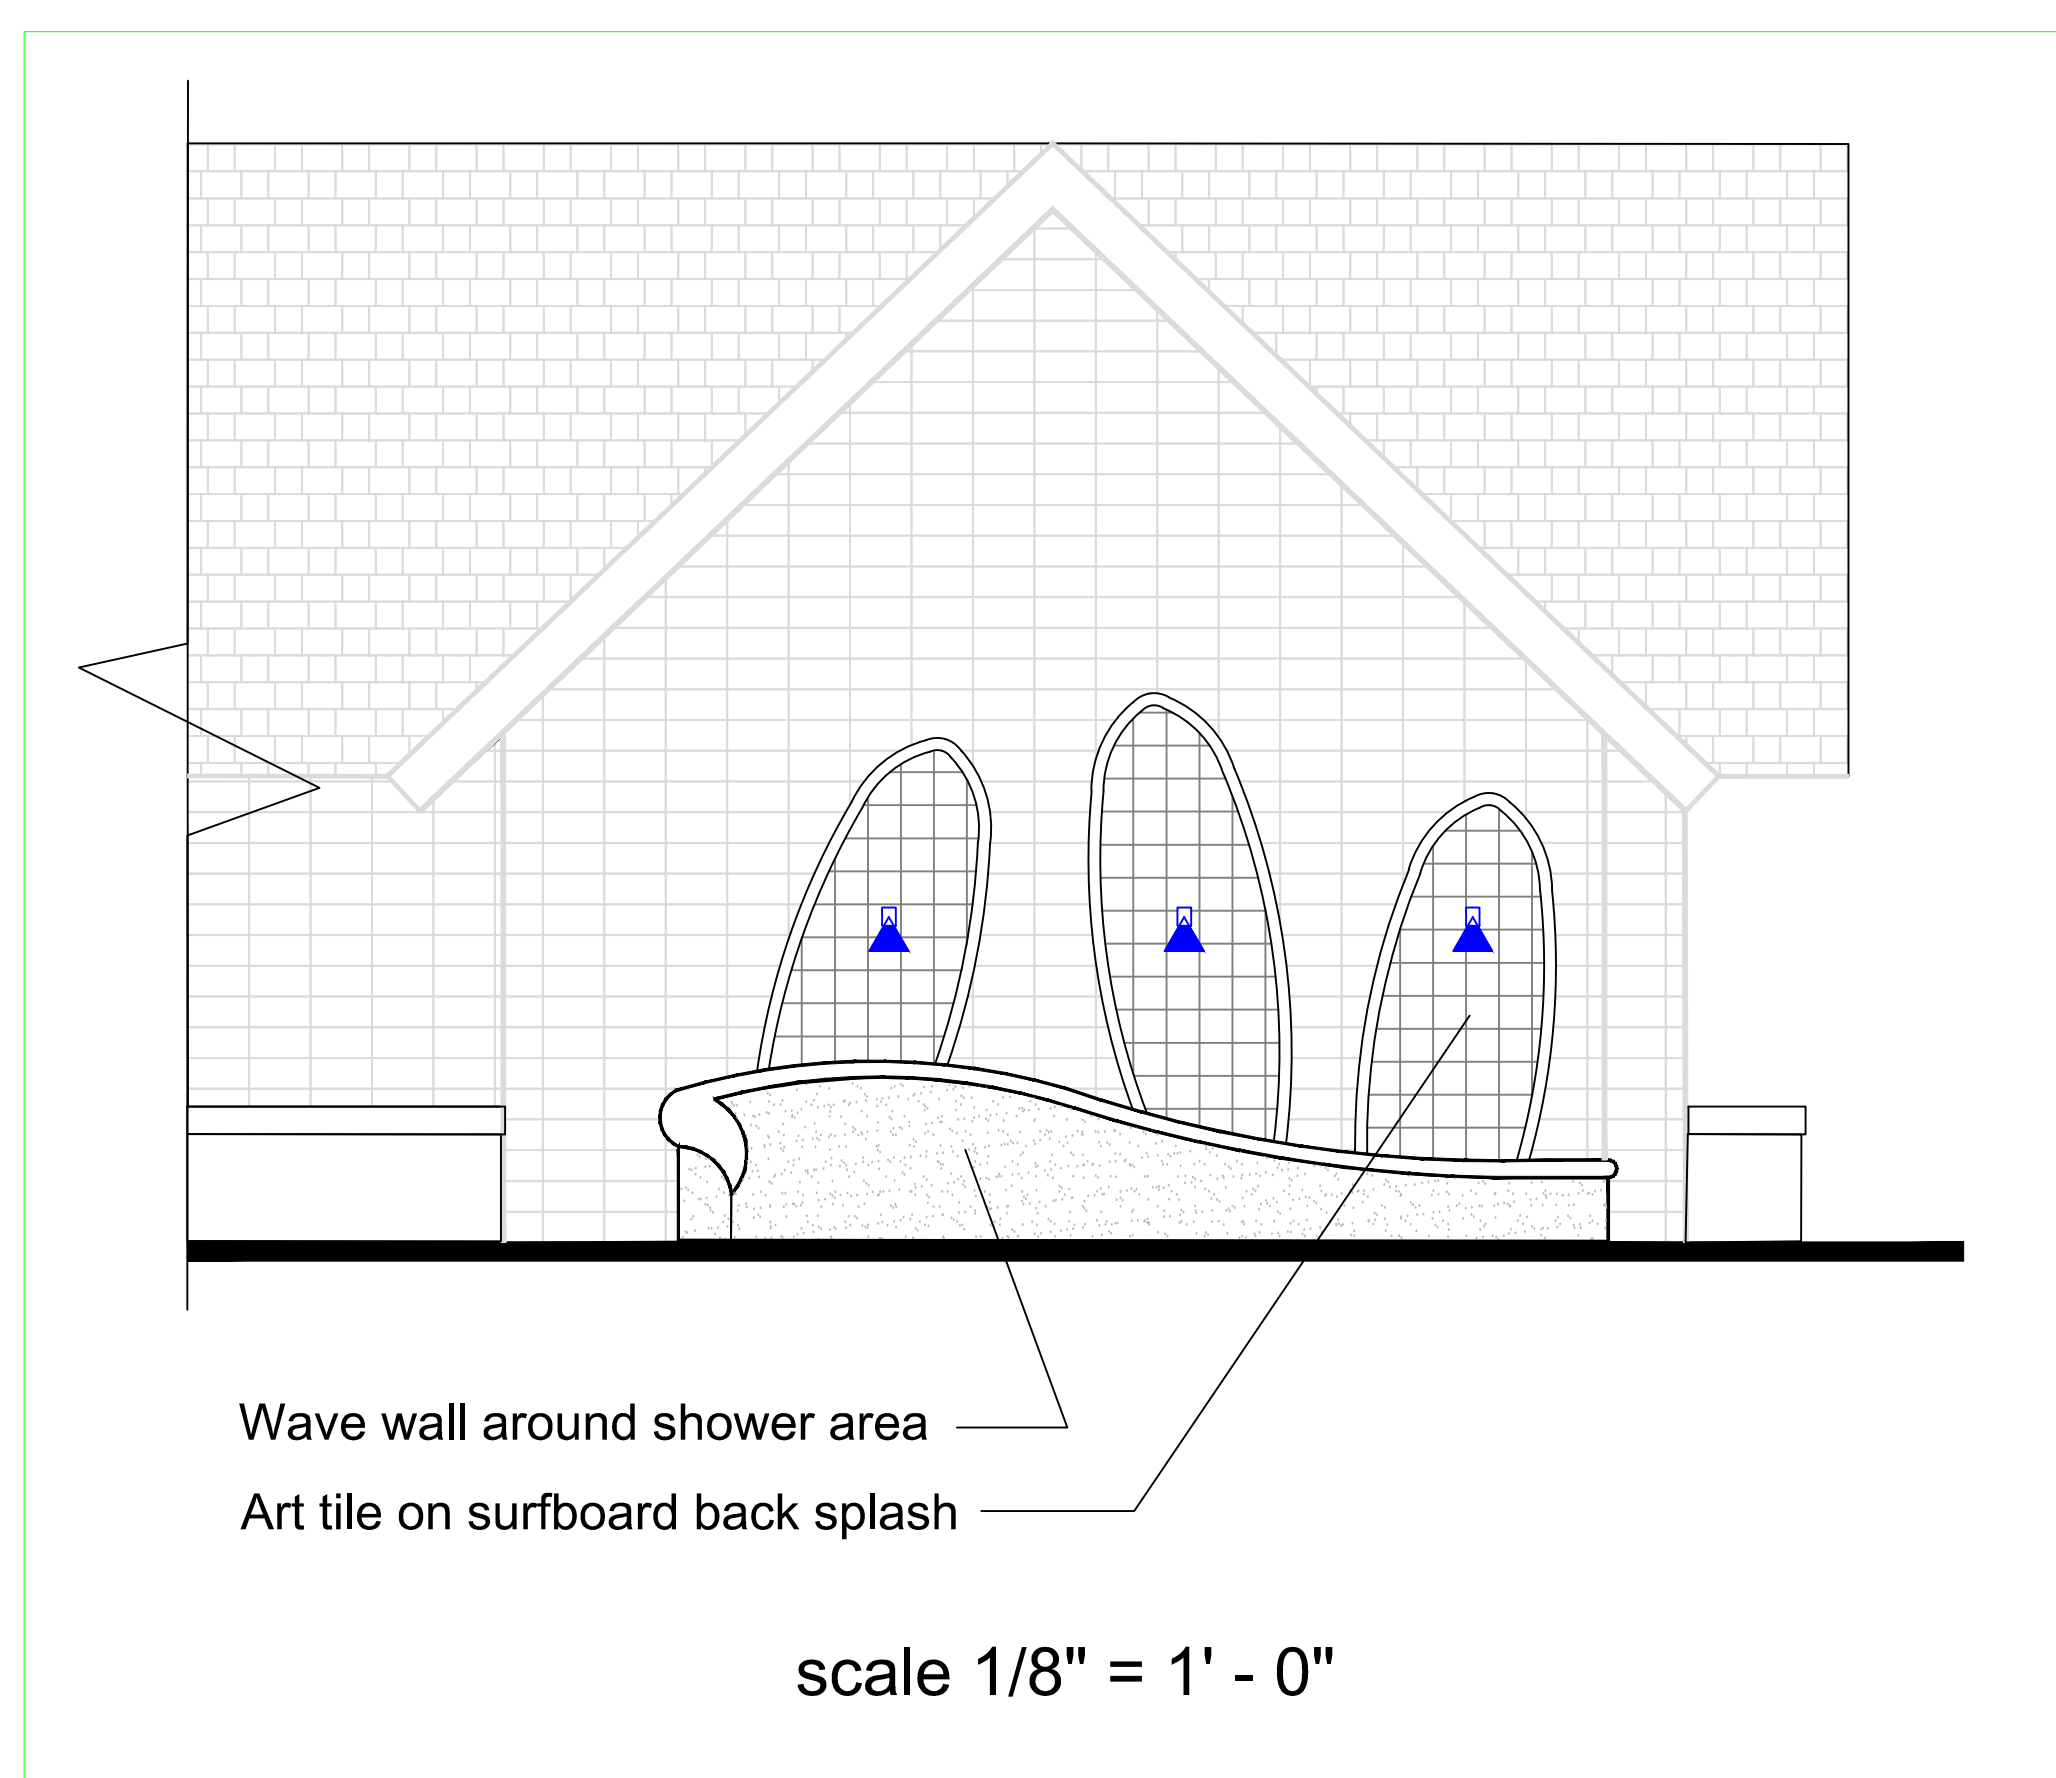 Wave wall around shower area
Art tile on surfboard back splash
scale 1/8" = 1' - 0"